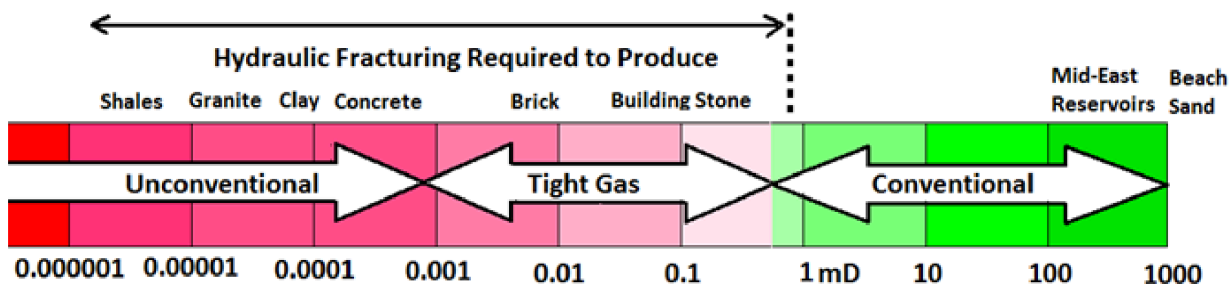 Hydraulic Fracturing Required to Produce
Shales Granite Clay Concrete Brick Building Stone Mid-East Reservoirs Beach Sand
Unconventional Tight Gas Conventional
0.000001 0.00001 0.0001 0.001 0.01 0.1 1 mD 10 100 1000